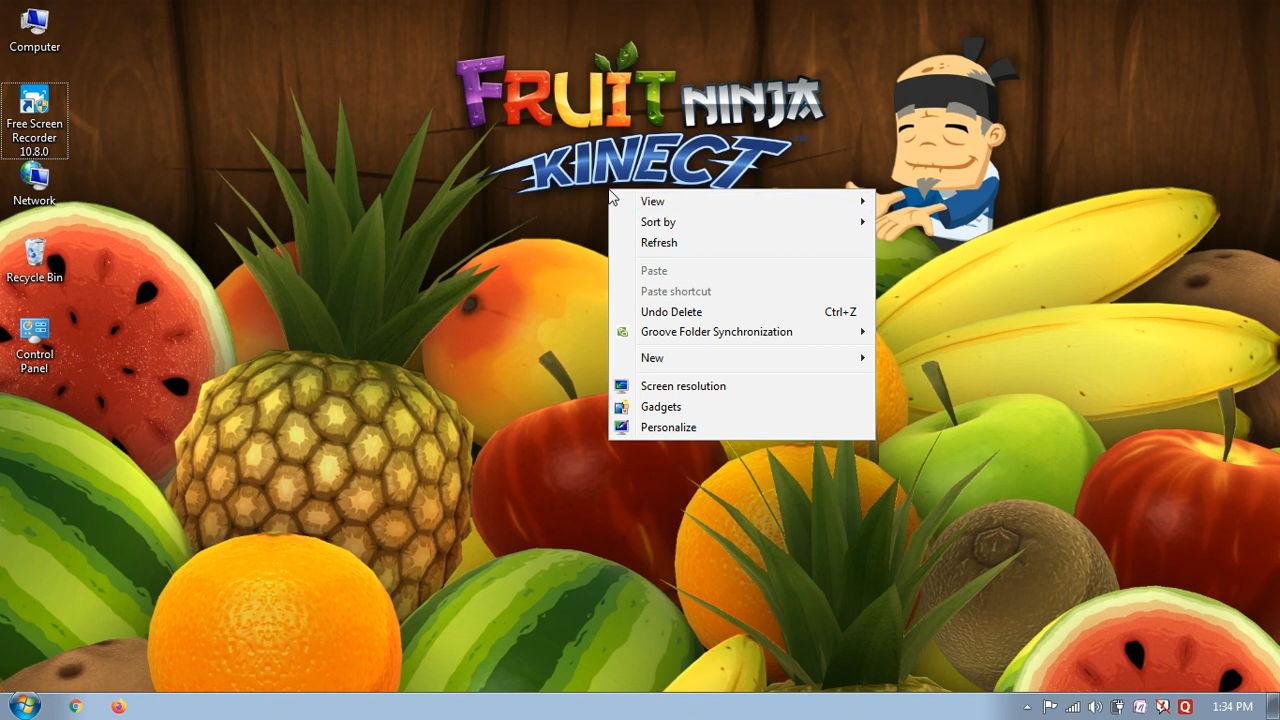 Computer
Free Screen
Recorder
10.8.0
Network
Recycle Bin
Control
Panel
FRUIT NINJA
KINECT
View
Sort by
Refresh
Paste
Paste shortcut
Undo Delete Ctrl+Z
Groove Folder Synchronization
New
Screen resolution
Gadgets
Personalize
1:34 PM